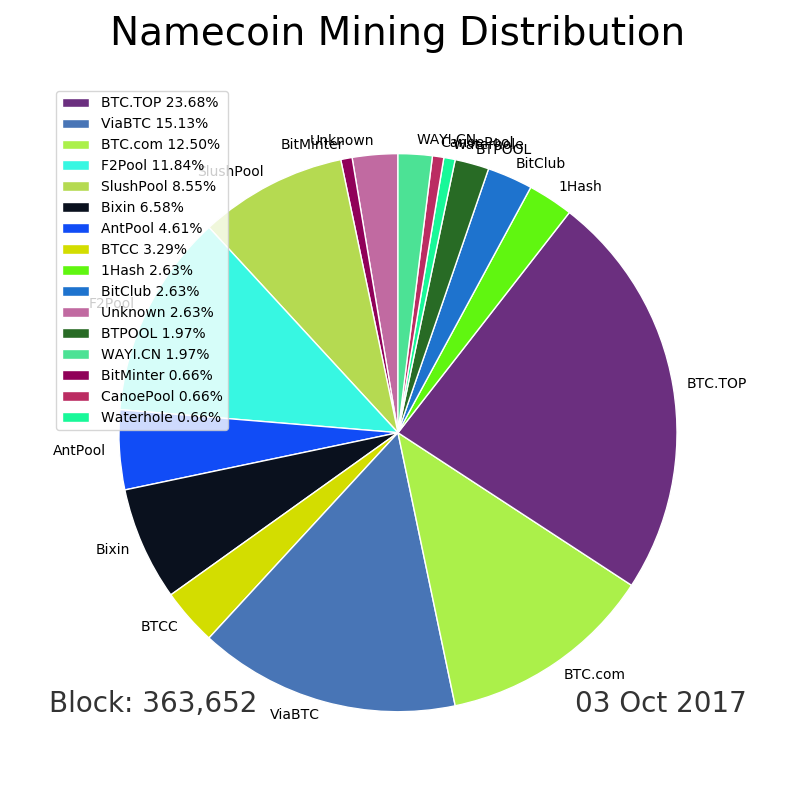 Namecoin Mining Distribution
BTC.TOP 23.68%
ViaBTC 15.13%
BTC.com 12.50%
F2Pool 11.84%
SlushPool 8.55%
Bixin 6.58%
AntPool 4.61%
BTCC 3.29%
1Hash 2.63%
BitClub 2.63%
Unknown 2.63%
BTPOOL 1.97%
WAYI.CN 1.97%
BitMinter 0.66%
CanoePool 0.66%
Waterhole 0.66%
SlushPool
BitMinter
Unknown
WAYI.CN
CanoePool
Waterhole
BTPOOL
BitClub
1Hash
F2Pool
BTC.TOP
AntPool
Bixin
BTCC
ViaBTC
BTC.com
Block: 363,652
03 Oct 2017